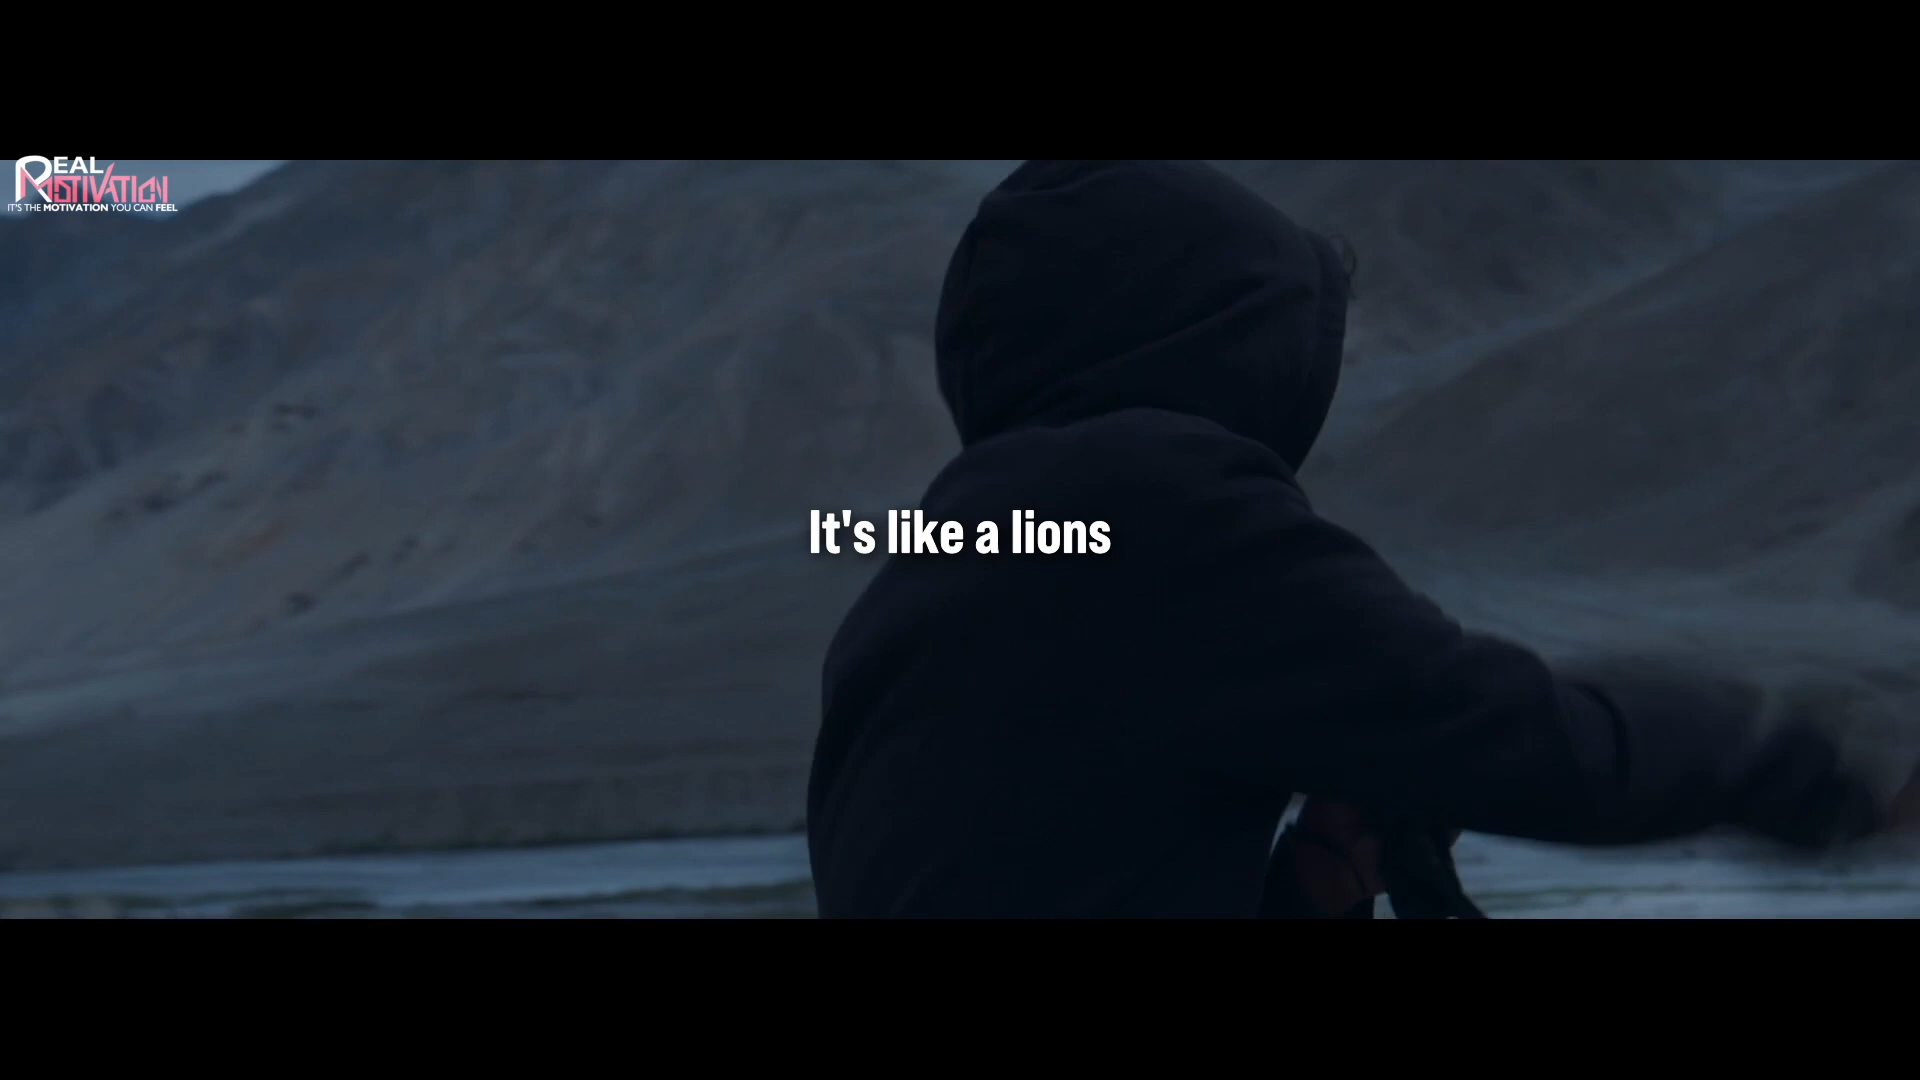 REAL
MOTIVATION
IT'S THE MOTIVATION YOU CAN FEEL
It's like a lions